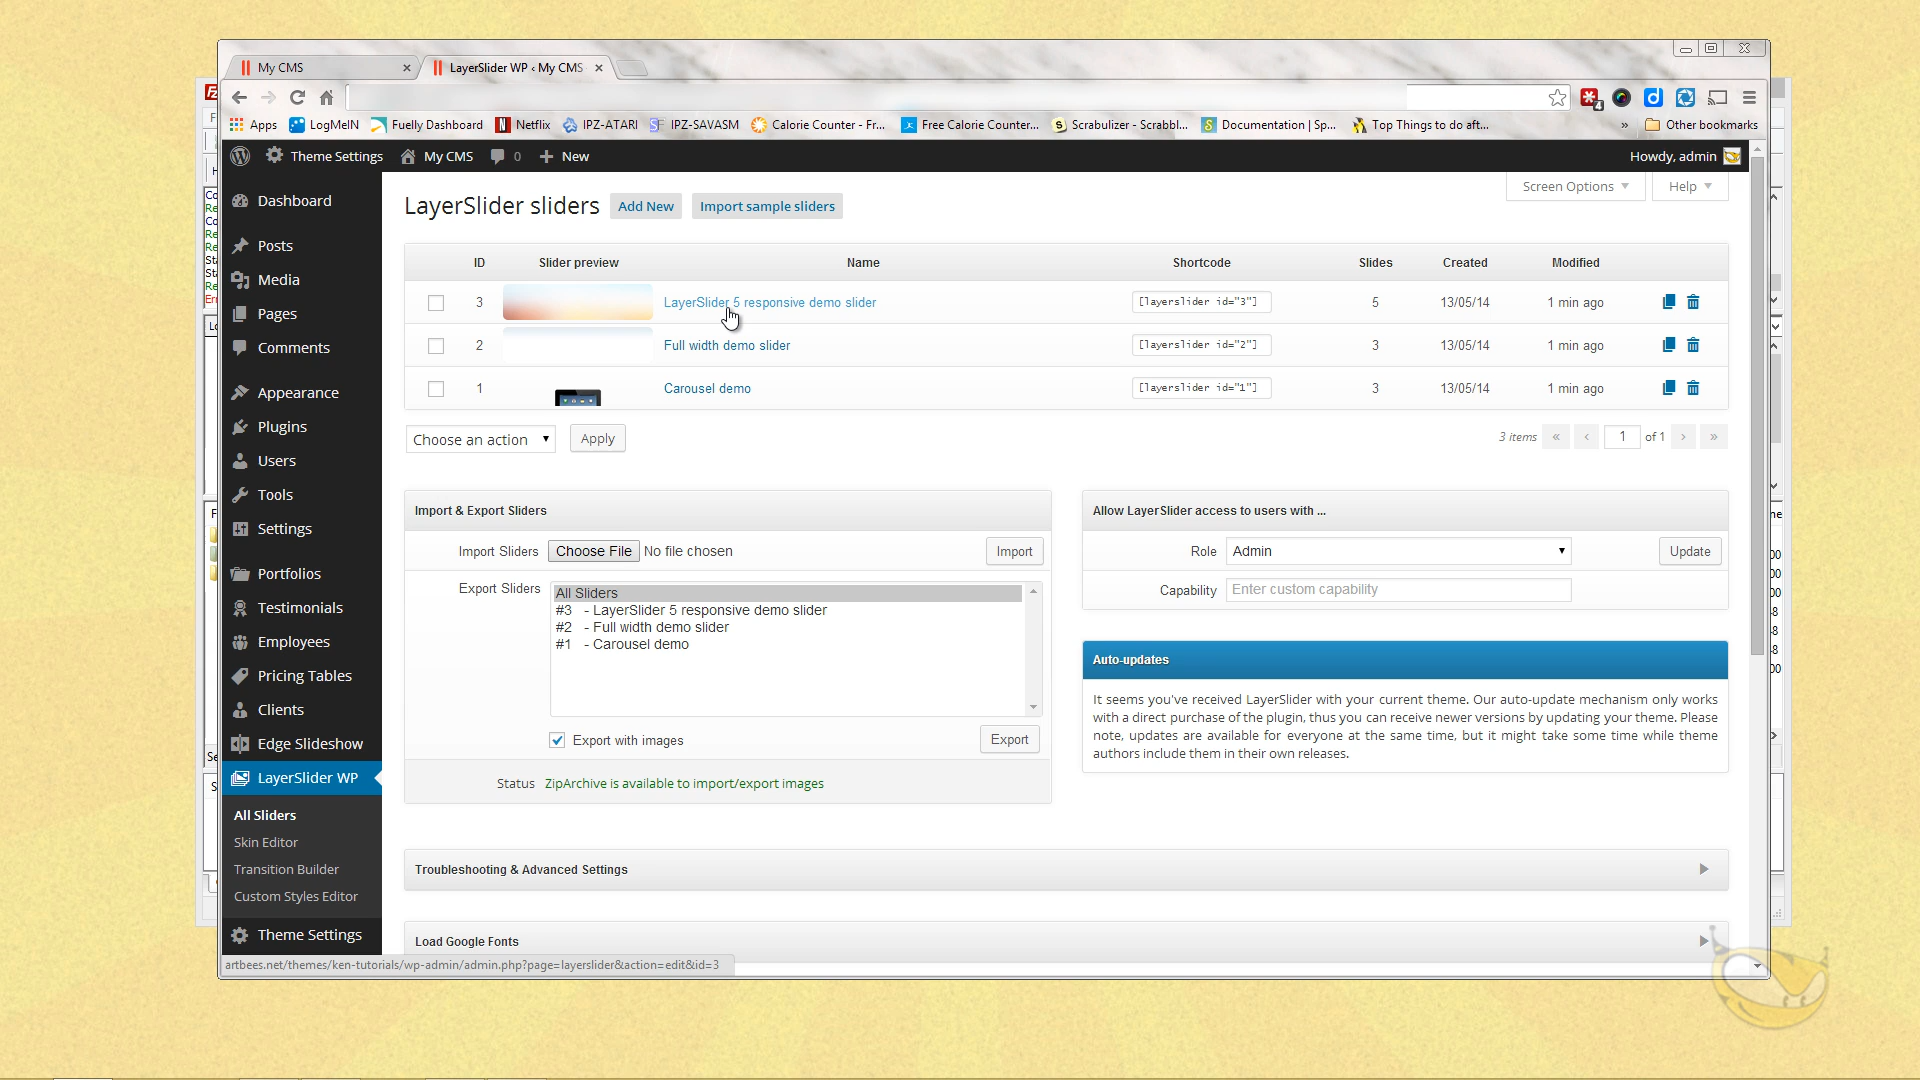 My CMS
LayerSlider WP ‹ My CMS
4
Apps
LogMeIN
Fuelly Dashboard
Netflix
IPZ-ATARI
IPZ-SAVASM
Calorie Counter - Fr...
Free Calorie Counter...
Scrabulizer - Scrabbl...
Documentation | Sp...
Top Things to do aft...
»
Other bookmarks
Theme Settings
My CMS
0
New
Howdy, admin
Dashboard
Posts
Media
Pages
Comments
Appearance
Plugins
Users
Tools
Settings
Portfolios
Testimonials
Employees
Pricing Tables
Clients
Edge Slideshow
LayerSlider WP
All Sliders
Skin Editor
Transition Builder
Custom Styles Editor
Theme Settings
Screen Options
Help
LayerSlider sliders
Add New
Import sample sliders
ID Slider preview Name Shortcode Slides Created Modified
3 LayerSlider 5 responsive demo slider [layerslider id="3"] 5 13/05/14 1 min ago
2 Full width demo slider [layerslider id="2"] 3 13/05/14 1 min ago
1 Carousel demo [layerslider id="1"] 3 13/05/14 1 min ago
Choose an action
Apply
3 items « ‹ 1 of 1 › »
Import & Export Sliders
Import Sliders Choose File No file chosen Import
Export Sliders
All Sliders
#3 - LayerSlider 5 responsive demo slider
#2 - Full width demo slider
#1 - Carousel demo
Export with images
Export
Status ZipArchive is available to import/export images
Allow LayerSlider access to users with ...
Role Admin Update
Capability Enter custom capability
Auto-updates
It seems you've received LayerSlider with your current theme. Our auto-update mechanism only works
with a direct purchase of the plugin, thus you can receive newer versions by updating your theme. Please
note, updates are available for everyone at the same time, but it might take some time while theme
authors include them in their own releases.
Troubleshooting & Advanced Settings
Load Google Fonts
artbees.net/themes/ken-tutorials/wp-admin/admin.php?page=layerslider&action=edit&id=3